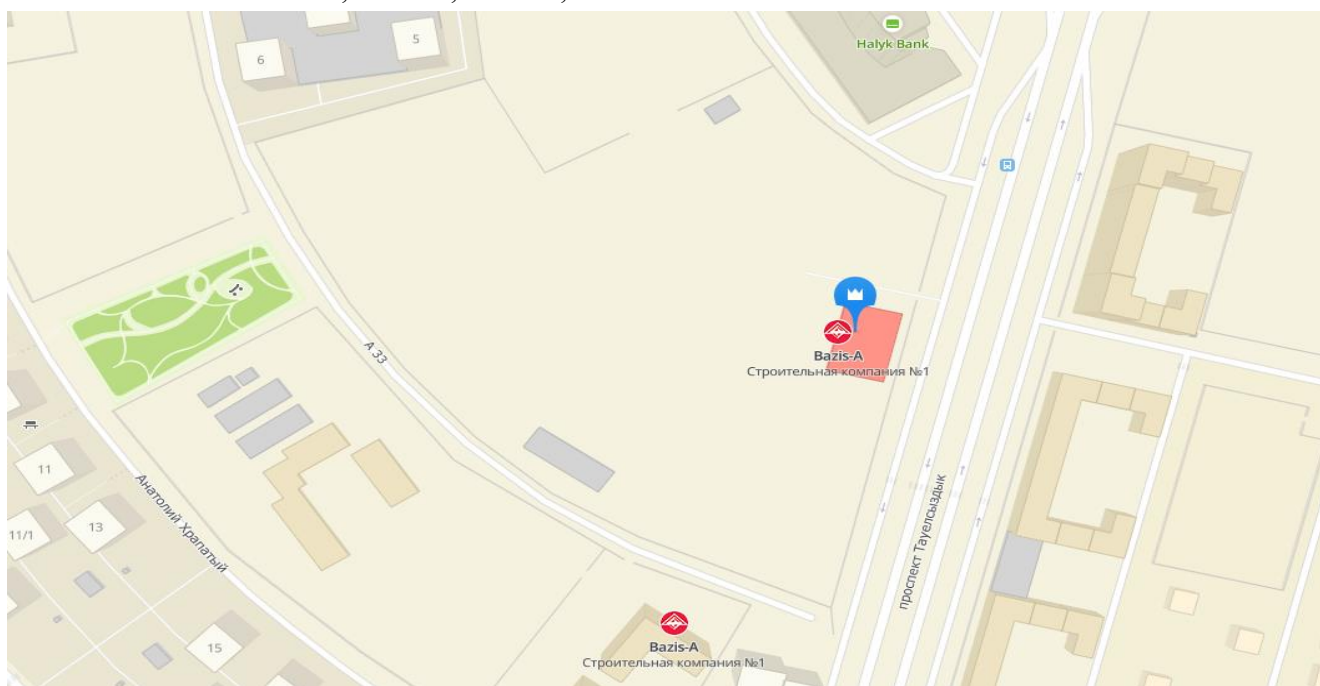 5
6
Halyk Bank
Bazis-A
Строительная компания №1
А 33
11
13
11/1
Анатолий Храпатый
проспект Тауелсыздык
15
Bazis-A
Строительная компания №1